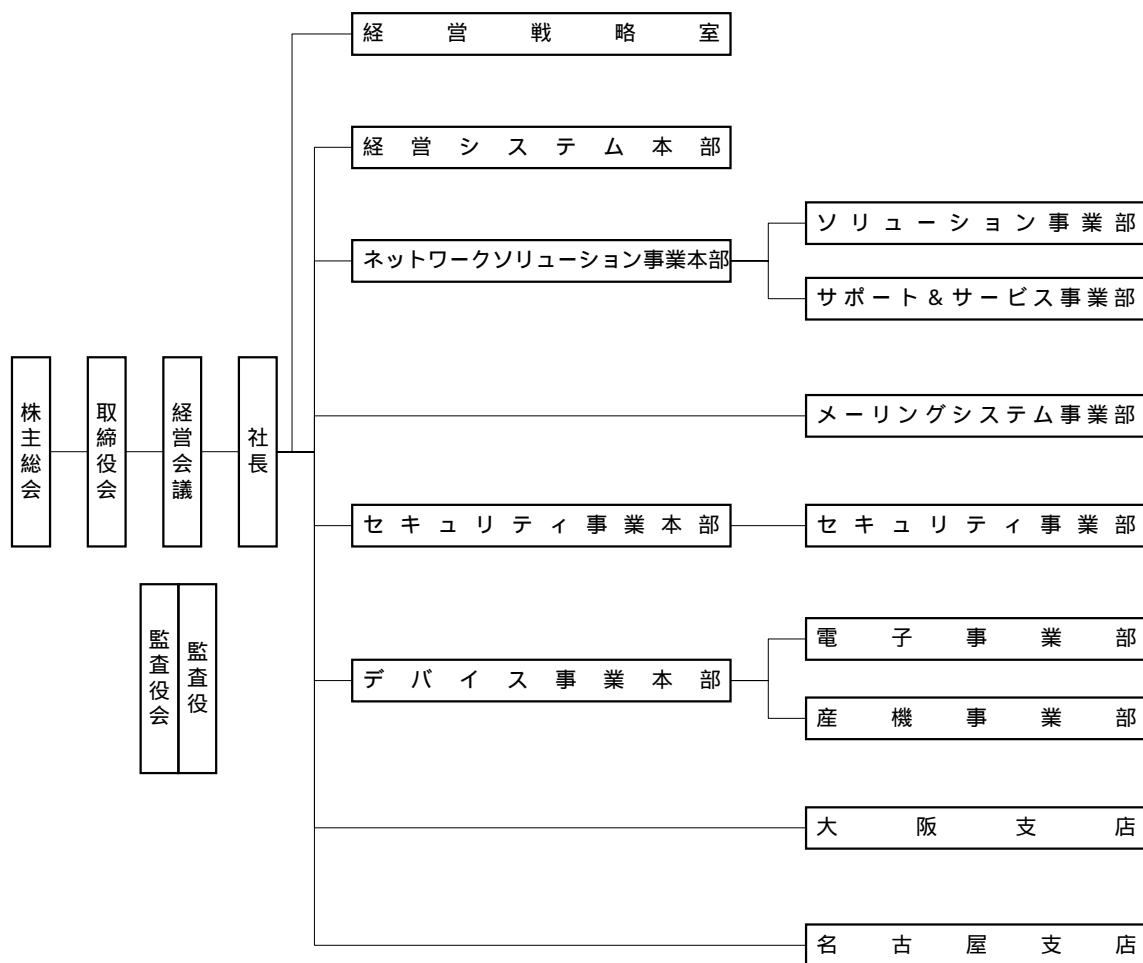 経営戦略室
経営システム本部
ソリューション事業部
ネットワークソリューション事業本部
サポート&サービス事業部
株主総会
取締役会
経営会議
社長
メーリングシステム事業部
セキュリティ事業本部
セキュリティ事業部
監査役会
監査役
電子事業部
デバイス事業本部
産機事業部
大阪支店
名古屋支店